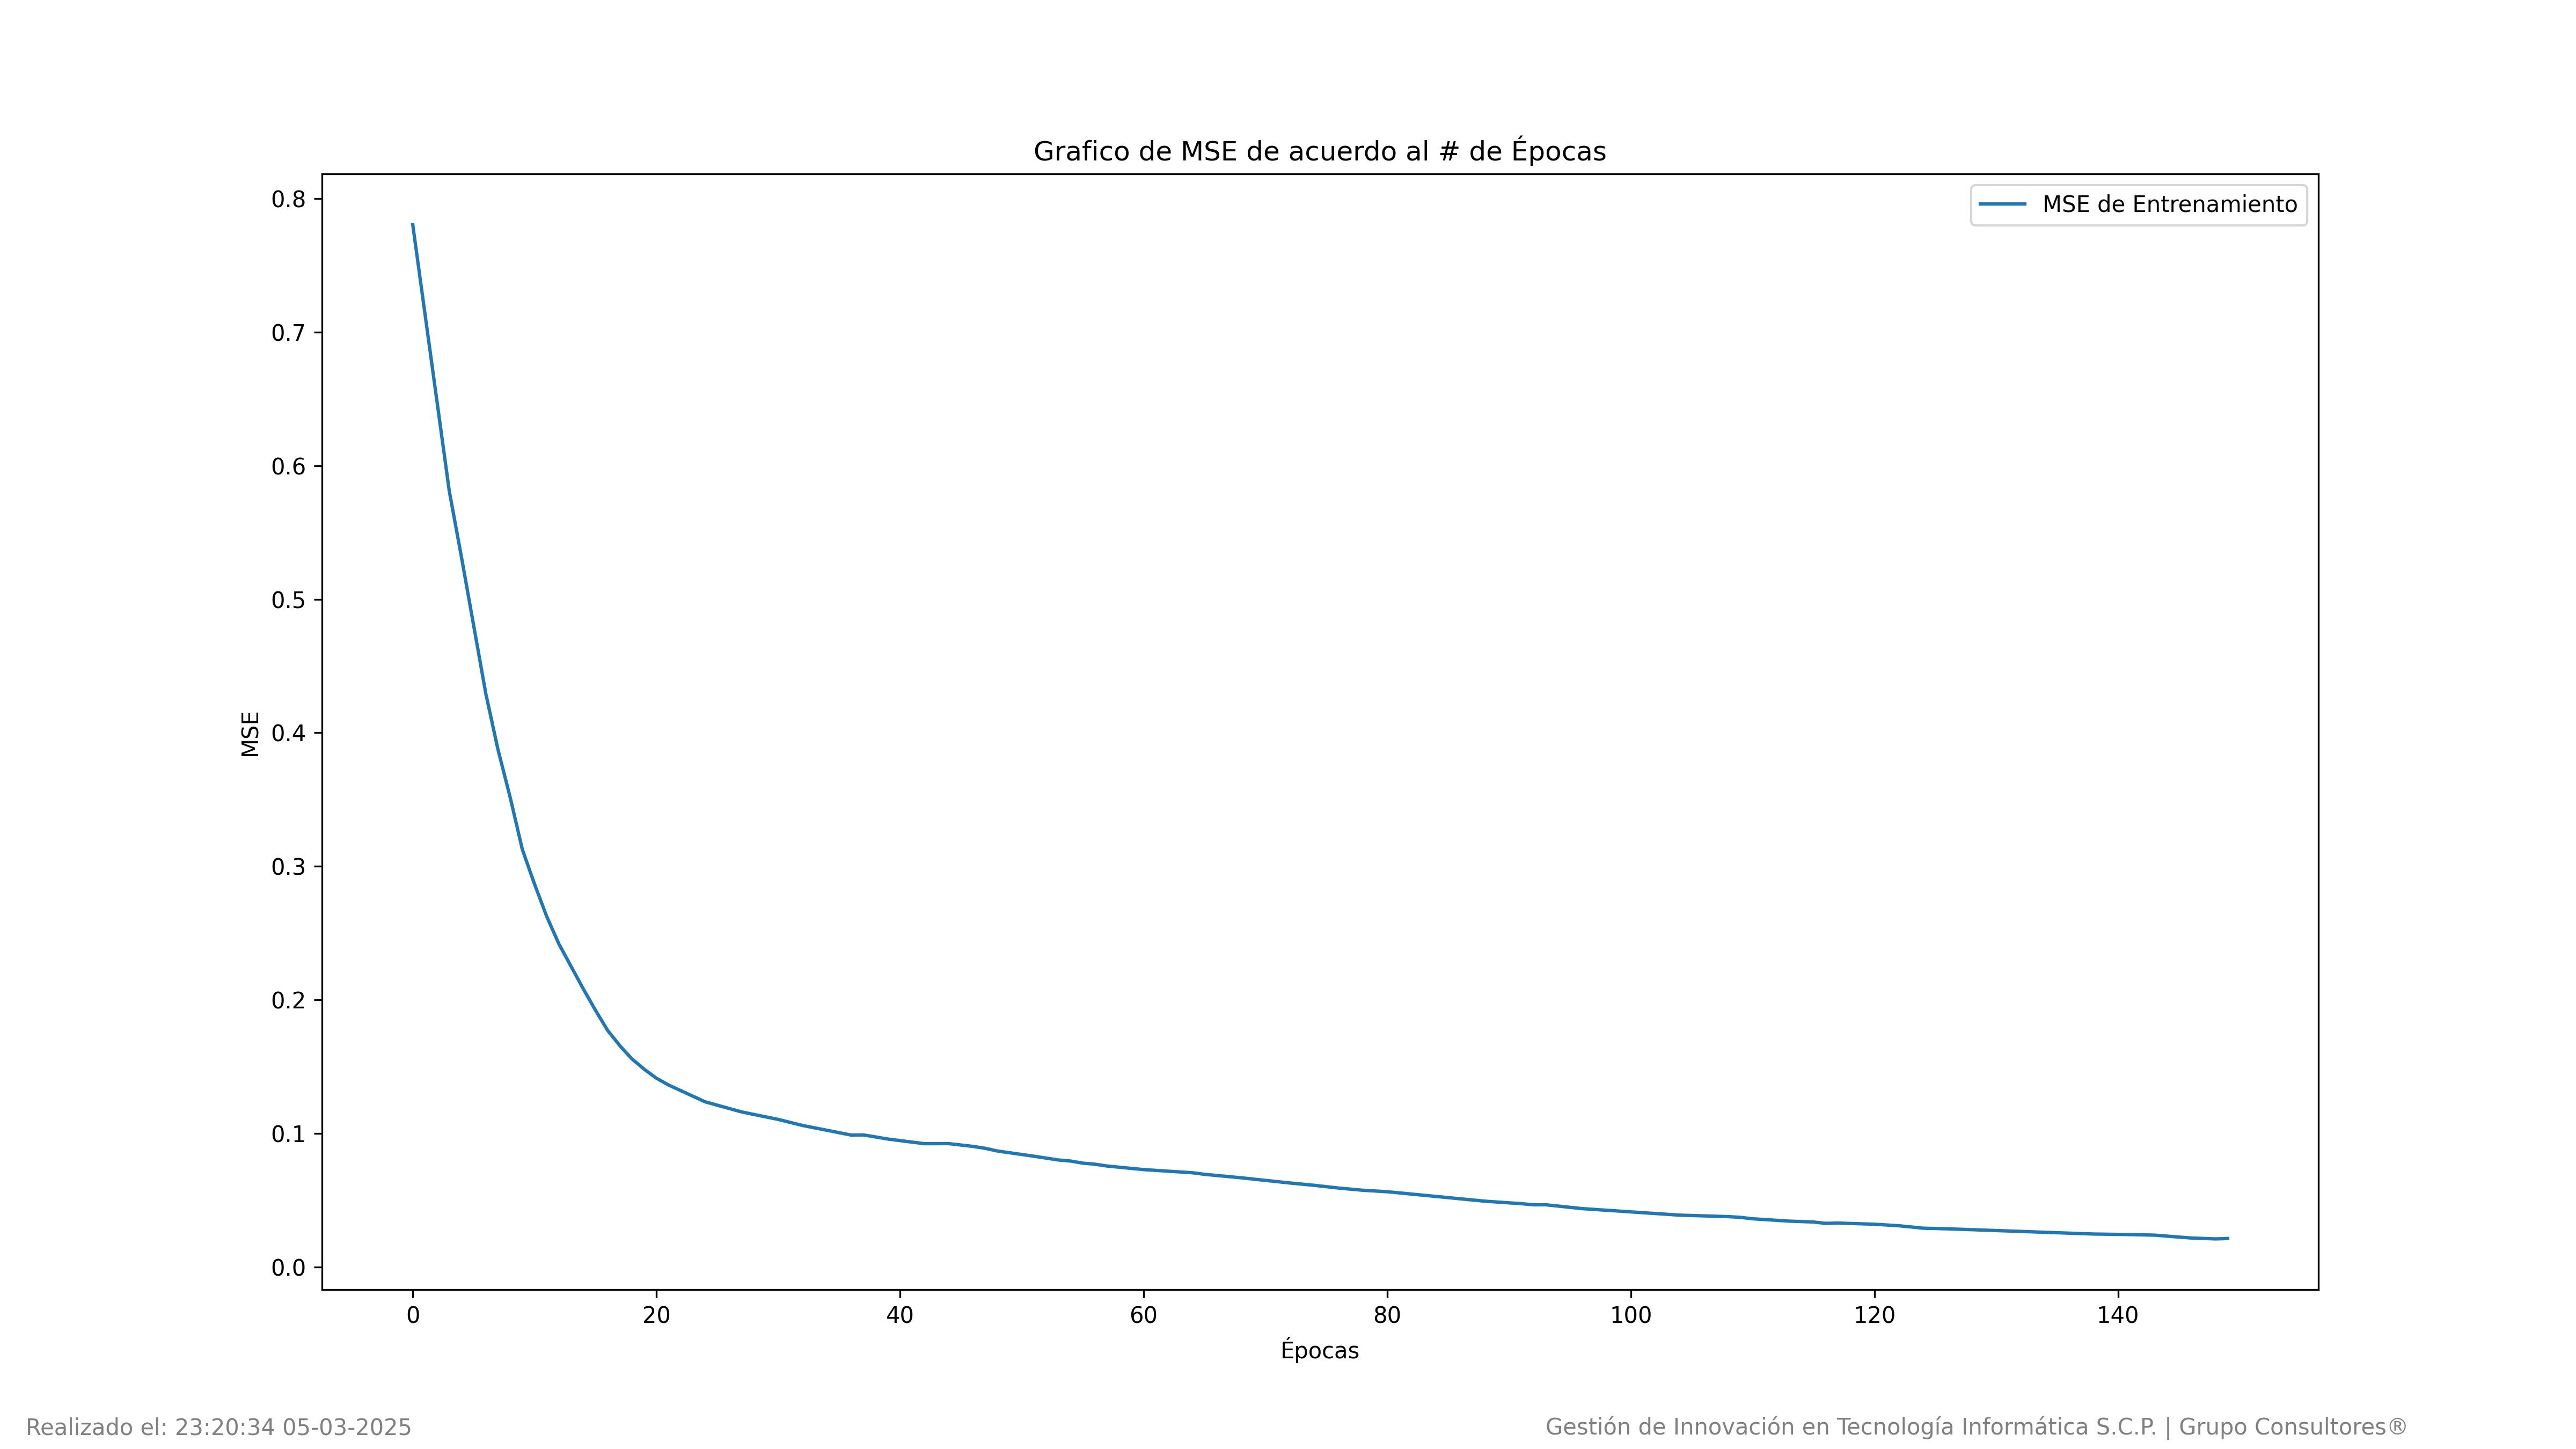 Grafico de MSE de acuerdo al # de Épocas
MSE de Entrenamiento
0.8
0.7
0.6
0.5
0.4
0.3
0.2
0.1
0.0
MSE
0 20 40 60 80 100 120 140
Épocas
Realizado el: 23:20:34 05-03-2025
Gestión de Innovación en Tecnología Informática S.C.P. | Grupo Consultores®